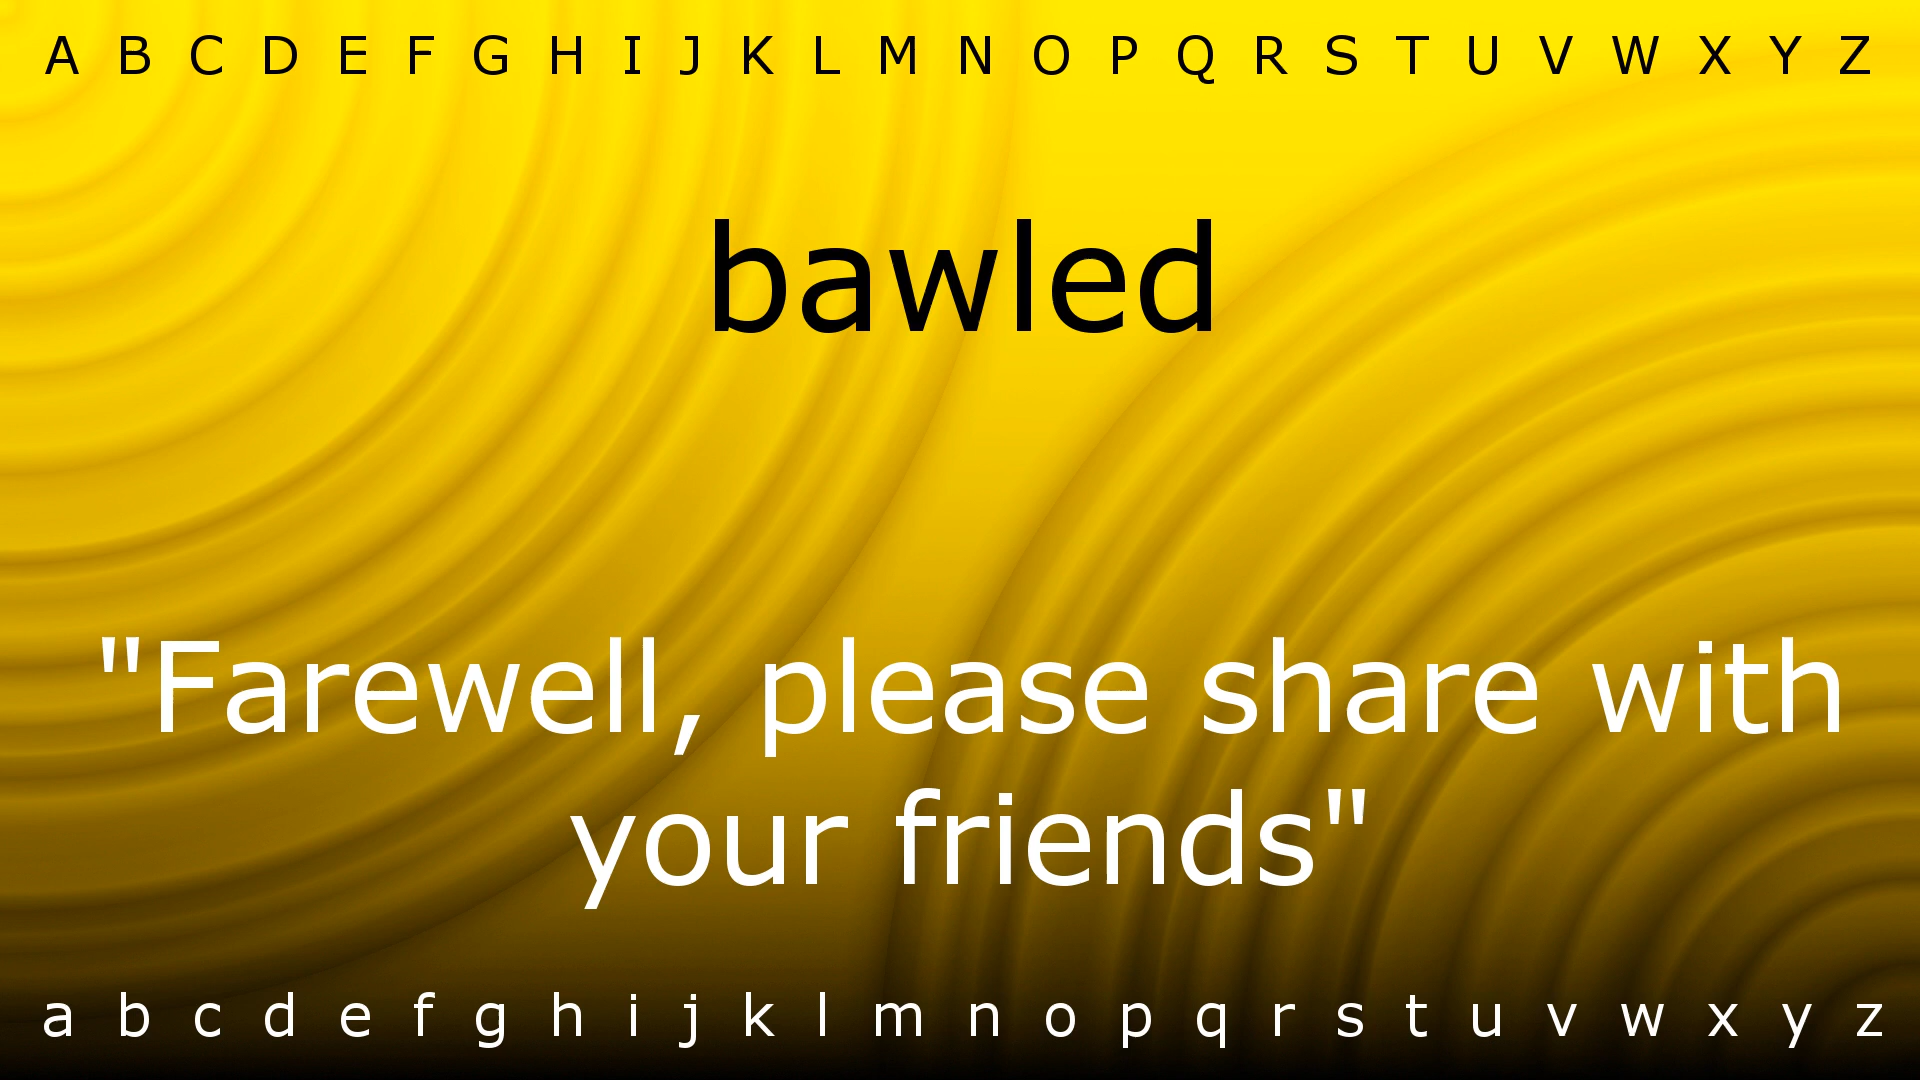 A B C D E F G H I J K L M N O P Q R S T U V W X Y Z
bawled
"Farewell, please share with
your friends"
a b c d e f g h i j k l m n o p q r s t u v w x y z